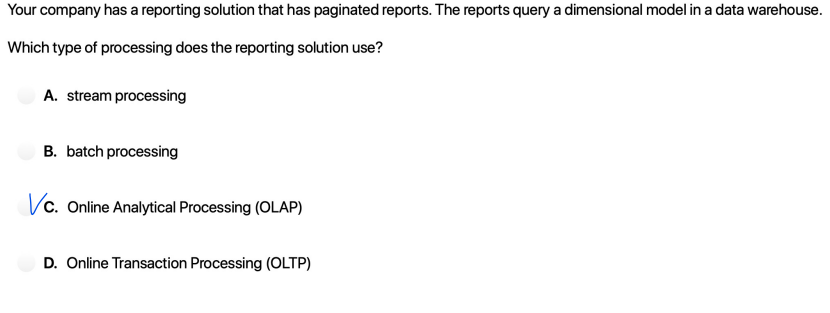 Your company has a reporting solution that has paginated reports. The reports query a dimensional model in a data warehouse.
Which type of processing does the reporting solution use?
A. stream processing
B. batch processing
C. Online Analytical Processing (OLAP)
D. Online Transaction Processing (OLTP)